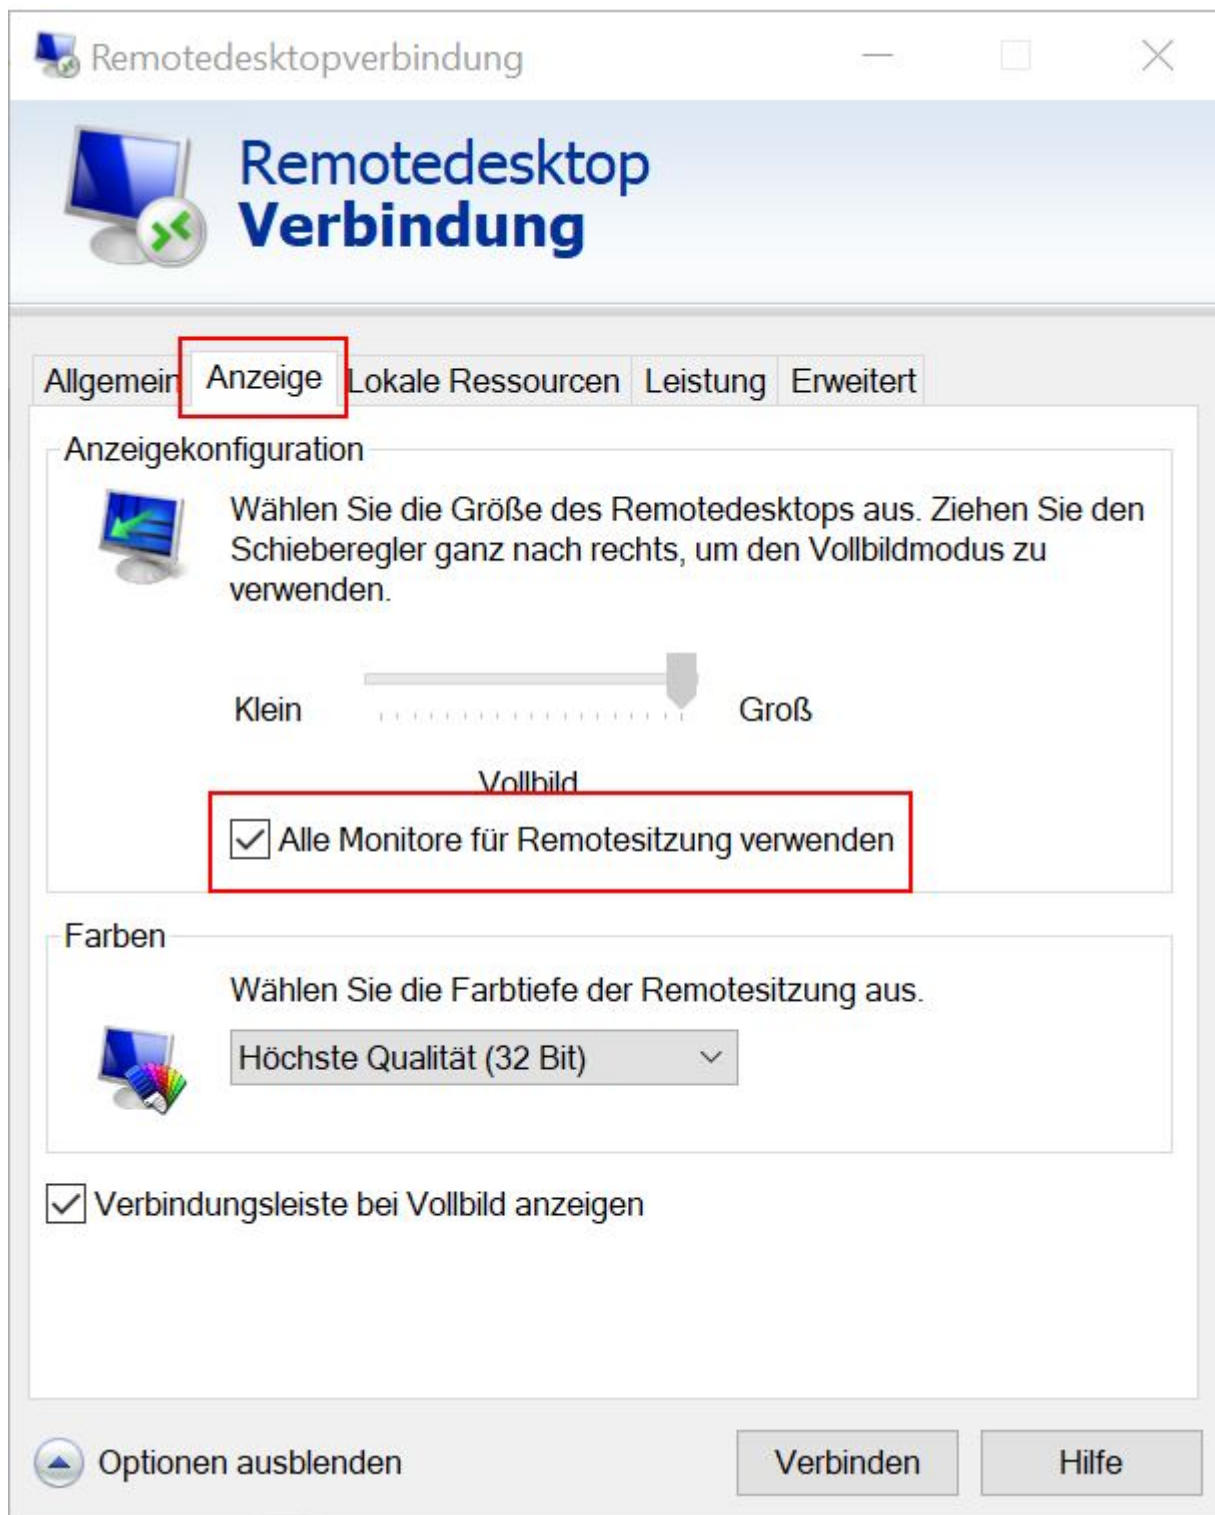 Remotedesktopverbindung
Remotedesktop
Verbindung
Allgemein Anzeige Lokale Ressourcen Leistung Erweitert
Anzeigekonfiguration
Wählen Sie die Größe des Remotedesktops aus. Ziehen Sie den
Schieberegler ganz nach rechts, um den Vollbildmodus zu
verwenden.
Klein Groß
Vollbild
Alle Monitore für Remotesitzung verwenden
Farben
Wählen Sie die Farbtiefe der Remotesitzung aus.
Höchste Qualität (32 Bit)
Verbindungsleiste bei Vollbild anzeigen
Optionen ausblenden Verbinden Hilfe